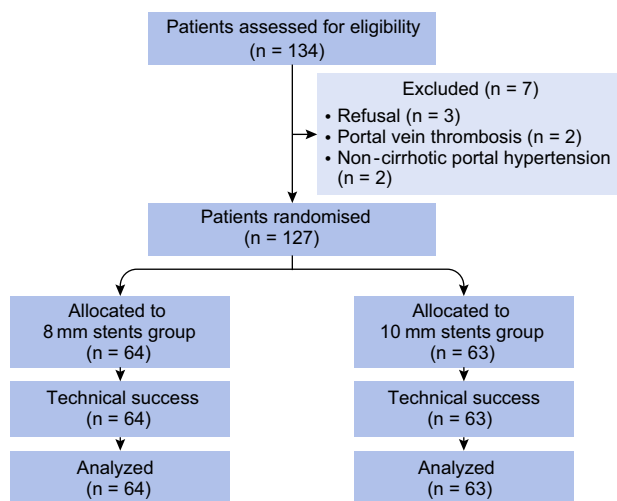 Patients assessed for eligibility
(n = 134)
Excluded (n = 7)
• Refusal (n = 3)
• Portal vein thrombosis (n = 2)
• Non-cirrhotic portal hypertension
(n = 2)
Patients randomised
(n = 127)
Allocated to
8 mm stents group
(n = 64)
Allocated to
10 mm stents group
(n = 63)
Technical success
(n = 64)
Technical success
(n = 63)
Analyzed
(n = 64)
Analyzed
(n = 63)